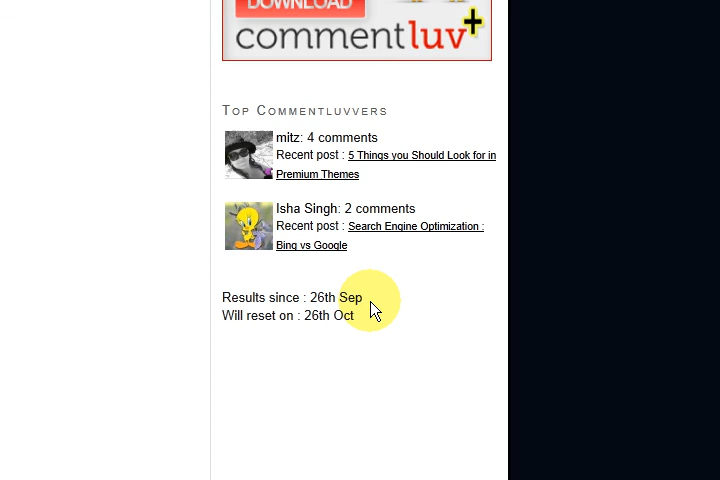 DOWNLOAD
commentluv+
Top Commentluvvers
mitz: 4 comments
Recent post : 5 Things you Should Look for in
Premium Themes
Isha Singh: 2 comments
Recent post : Search Engine Optimization :
Bing vs Google
Results since : 26th Sep
Will reset on : 26th Oct